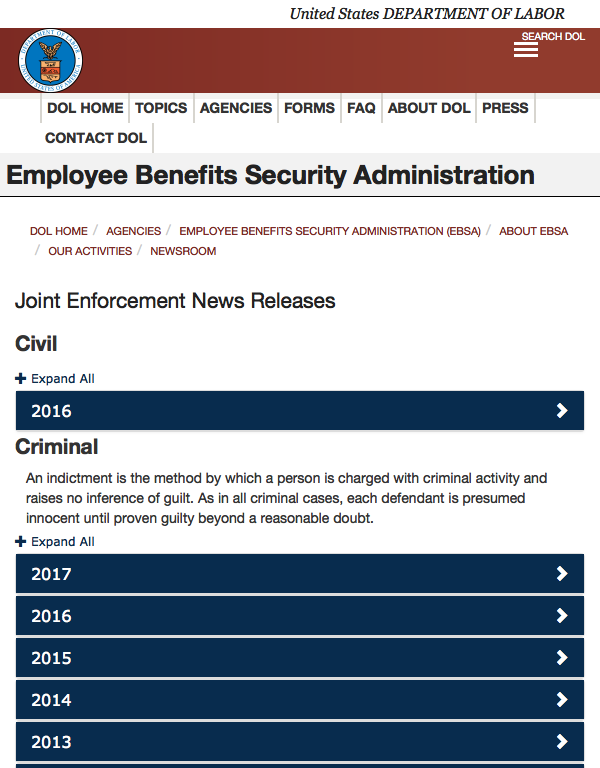 United States DEPARTMENT OF LABOR
SEARCH DOL
DEPARTMENT OF LABOR
UNITED STATES OF AMERICA
DOL HOME TOPICS AGENCIES FORMS FAQ ABOUT DOL PRESS
CONTACT DOL
Employee Benefits Security Administration
DOL HOME / AGENCIES / EMPLOYEE BENEFITS SECURITY ADMINISTRATION (EBSA) / ABOUT EBSA
/ OUR ACTIVITIES / NEWSROOM
Joint Enforcement News Releases
Civil
Expand All
2016
Criminal
An indictment is the method by which a person is charged with criminal activity and
raises no inference of guilt. As in all criminal cases, each defendant is presumed
innocent until proven guilty beyond a reasonable doubt.
Expand All
2017
2016
2015
2014
2013